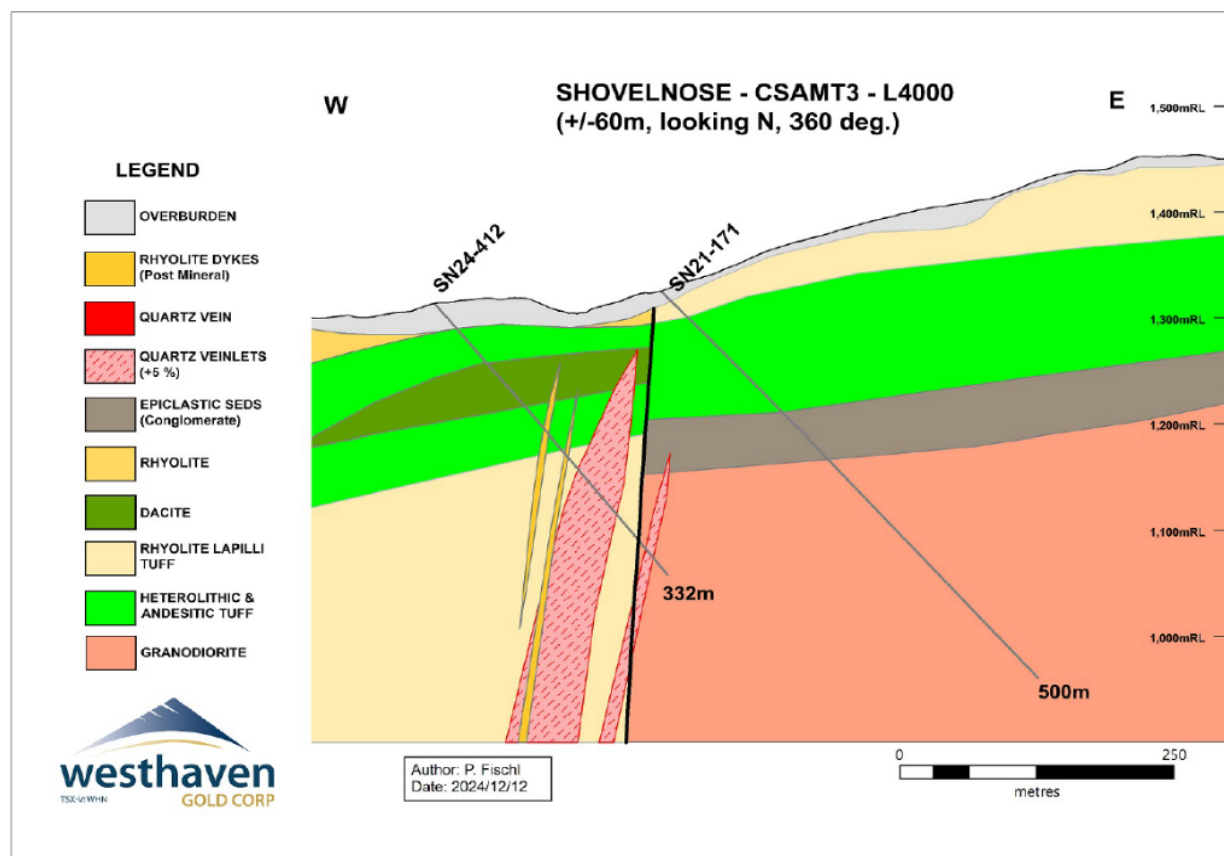 W
SHOVELNOSE - CSAMT3 - L4000
(+/-60m, looking N, 360 deg.)
E
1,500mRL
LEGEND
OVERBURDEN
RHYOLITE DYKES
(Post Mineral)
QUARTZ VEIN
QUARTZ VEINLETS
(+5 %)
EPICLASTIC SEDS
(Conglomerate)
RHYOLITE
DACITE
RHYOLITE LAPILLI
TUFF
HETEROLITHIC &
ANDESITIC TUFF
GRANODIORITE
SN24-412
SN21-171
1,400mRL
1,300mRL
1,200mRL
1,100mRL
1,000mRL
332m
500m
westhaven
TSX-V: WHN
GOLD CORP
Author: P. Fischl
Date: 2024/12/12
0
250
metres